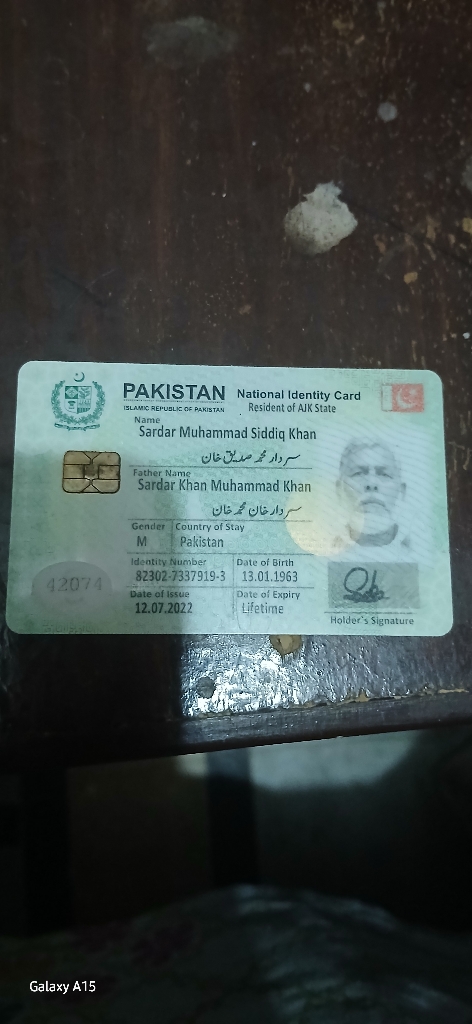 PAKISTAN National Identity Card
ISLAMIC REPUBLIC OF PAKISTAN Resident of AJK State
Name
Sardar Muhammad Siddiq Khan
سردار محمد صدیق خان
Father Name
Sardar Khan Muhammad Khan
سردار خان محمد خان
Gender Country of Stay
M Pakistan
Identity Number Date of Birth
82302-7337919-3 13.01.1963
Date of Issue Date of Expiry
12.07.2022 Lifetime
42074
Holder's Signature
Galaxy A15